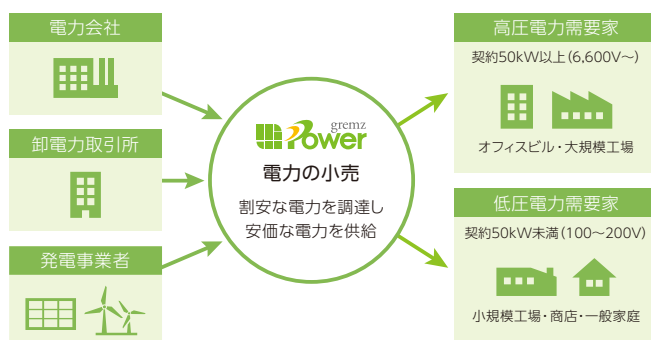 電力会社
卸電力取引所
発電事業者
gremz
Power
電力の小売
割安な電力を調達し
安価な電力を供給
高圧電力需要家
契約50kW以上(6,600V～)
オフィスビル・大規模工場
低圧電力需要家
契約50kW未満(100～200V)
小規模工場・商店・一般家庭